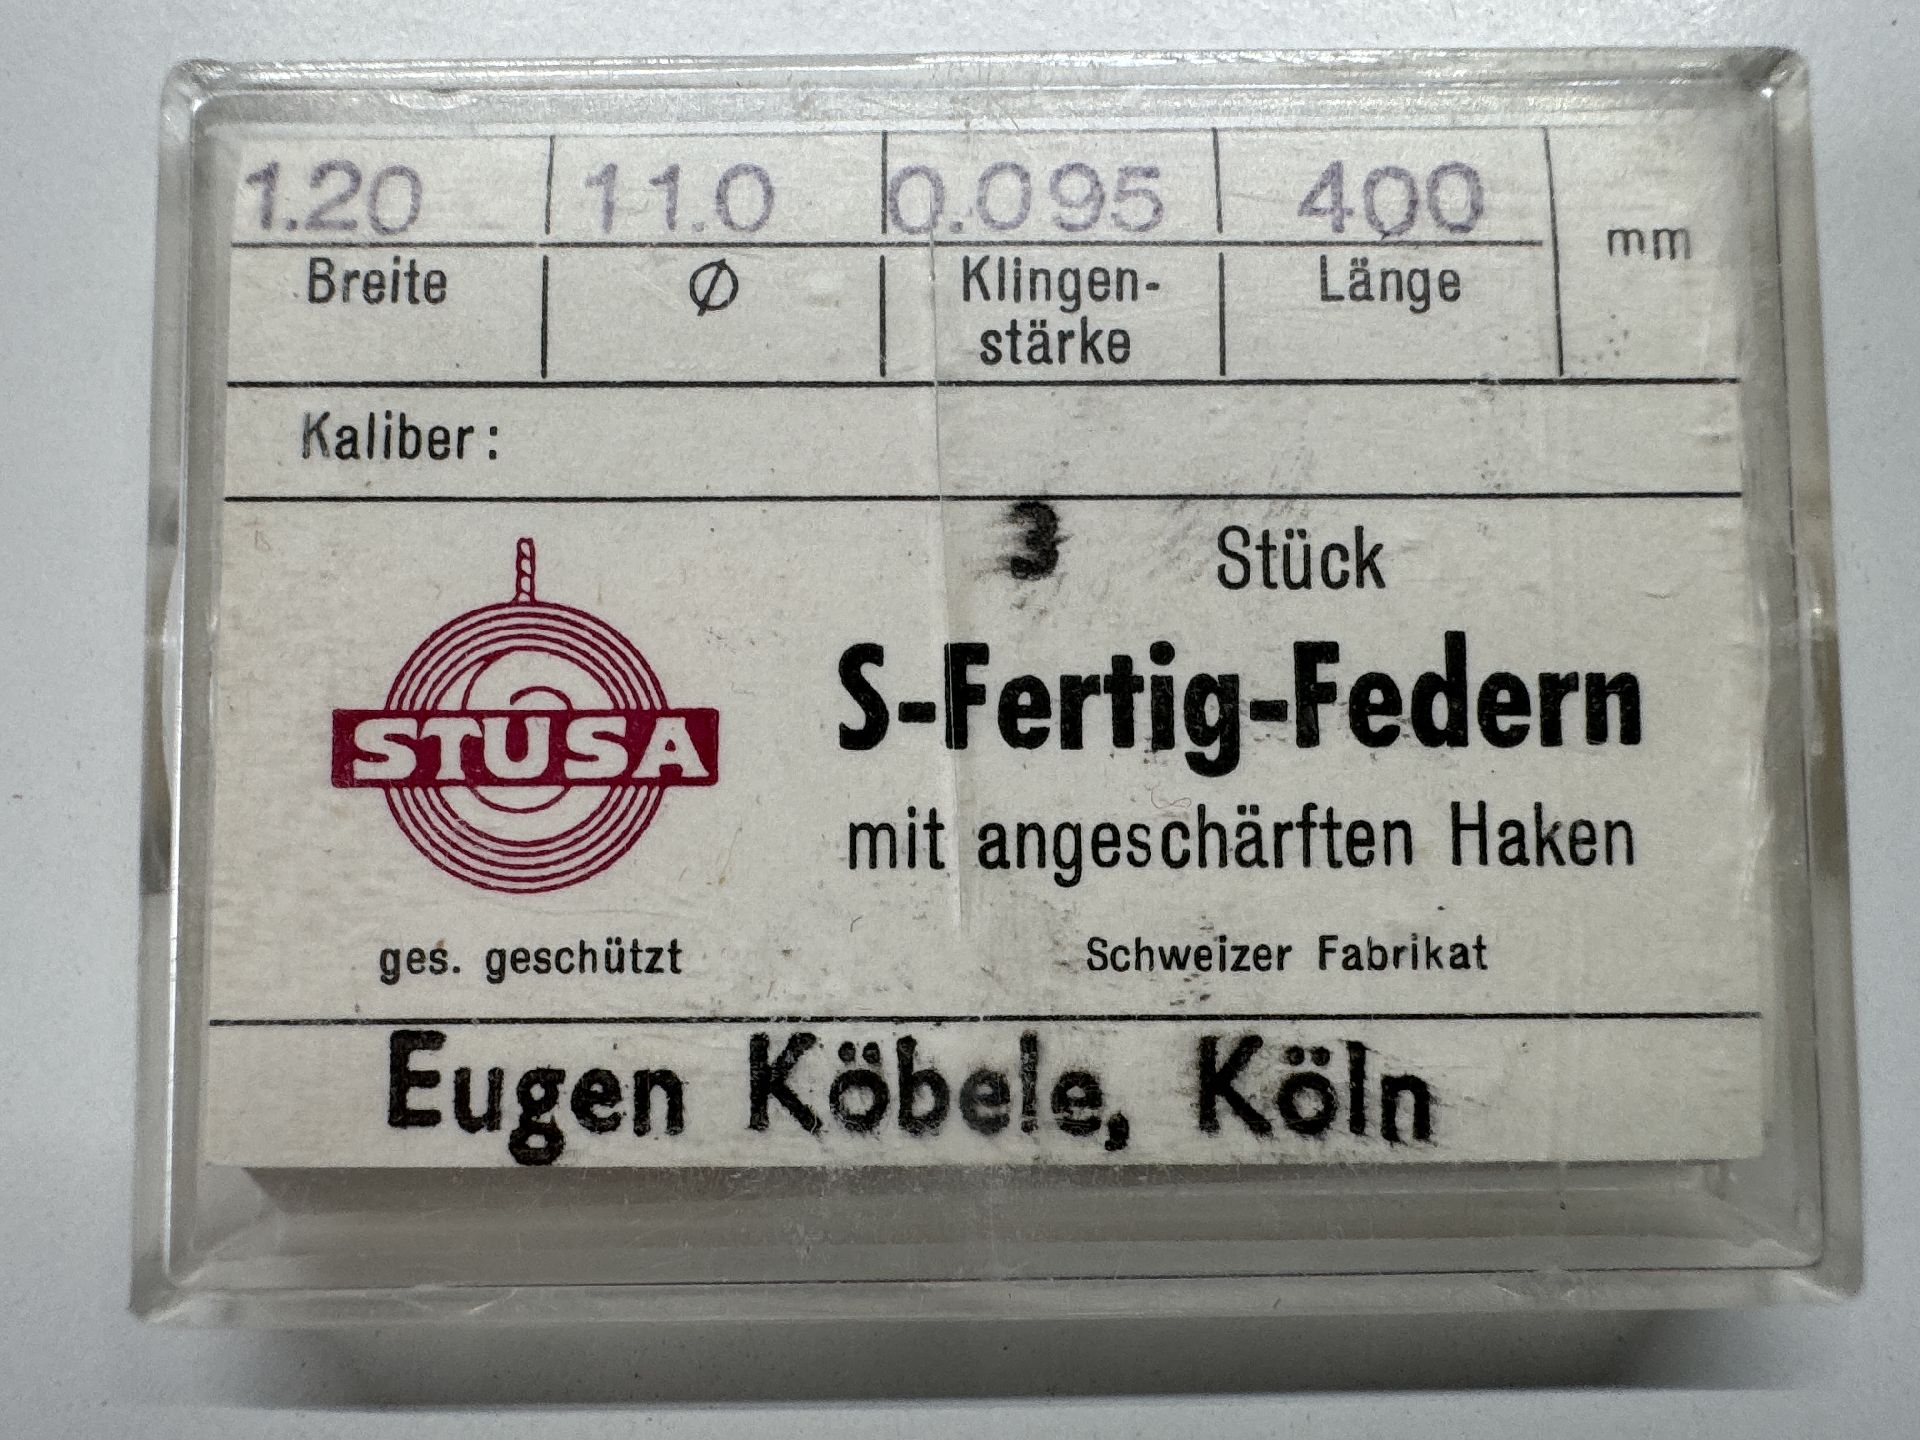 1.20 11.0 0.095 400 mm
Breite Ø Klingen- Länge
stärke
Kaliber:
3 Stück
STUSA
S-Fertig-Federn
mit angeschärften Haken
ges. geschützt Schweizer Fabrikat
Eugen Köbele, Köln